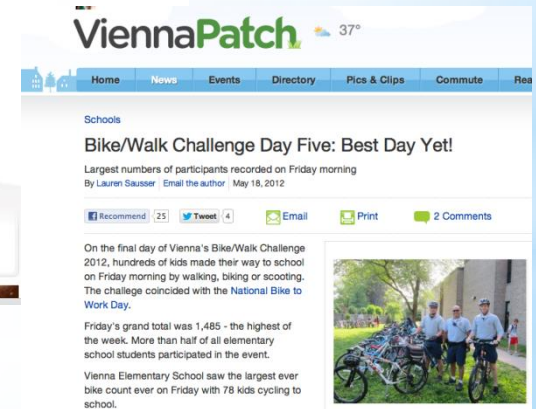 ViennaPatch
37°
Home News Events Directory Pics & Clips Commute Rea
Schools
Bike/Walk Challenge Day Five: Best Day Yet!
Largest numbers of participants recorded on Friday morning
By Lauren Sausser Email the author May 18, 2012
Recommend 25 Tweet 4 Email Print 2 Comments
On the final day of Vienna's Bike/Walk Challenge
2012, hundreds of kids made their way to school
on Friday morning by walking, biking or scooting.
The challege coincided with the National Bike to
Work Day.
Friday's grand total was 1,485 - the highest of
the week. More than half of all elementary
school students participated in the event.
Vienna Elementary School saw the largest ever
bike count ever on Friday with 78 kids cycling to
school.